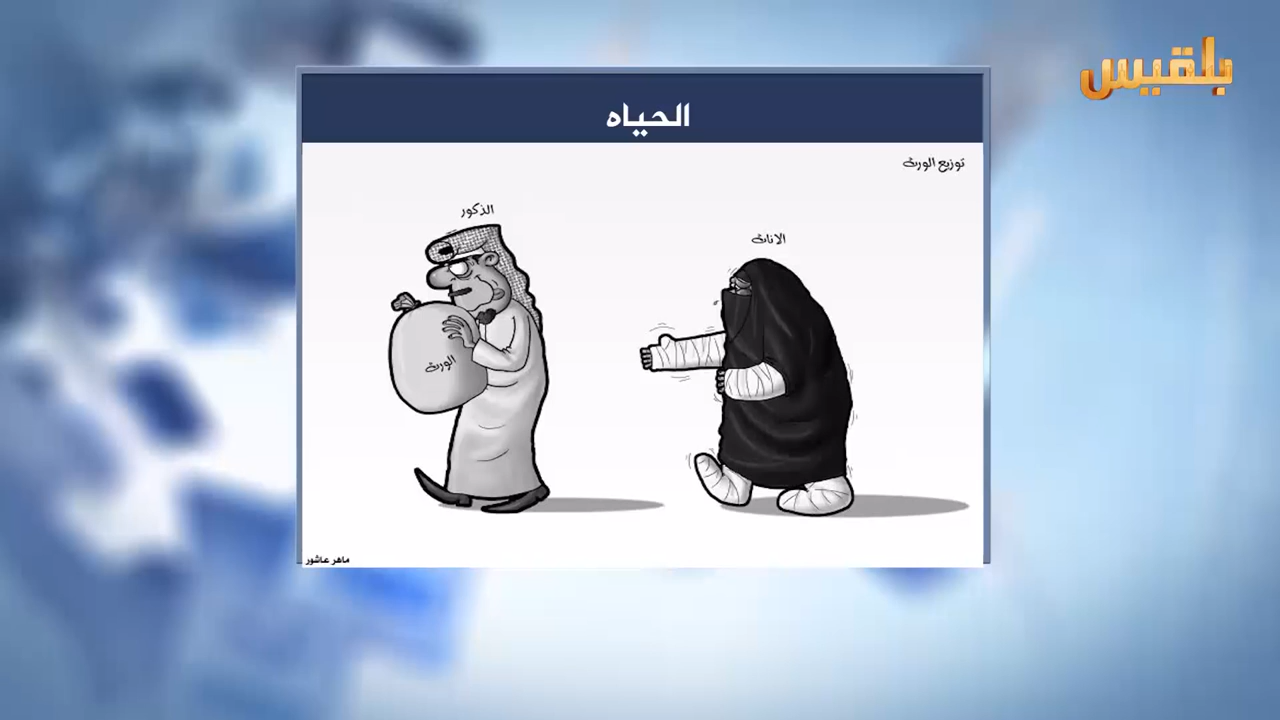 بلقيس
الحياه
توزيع الورث
الذكور
الاناث
الورث
ماهر عاشور